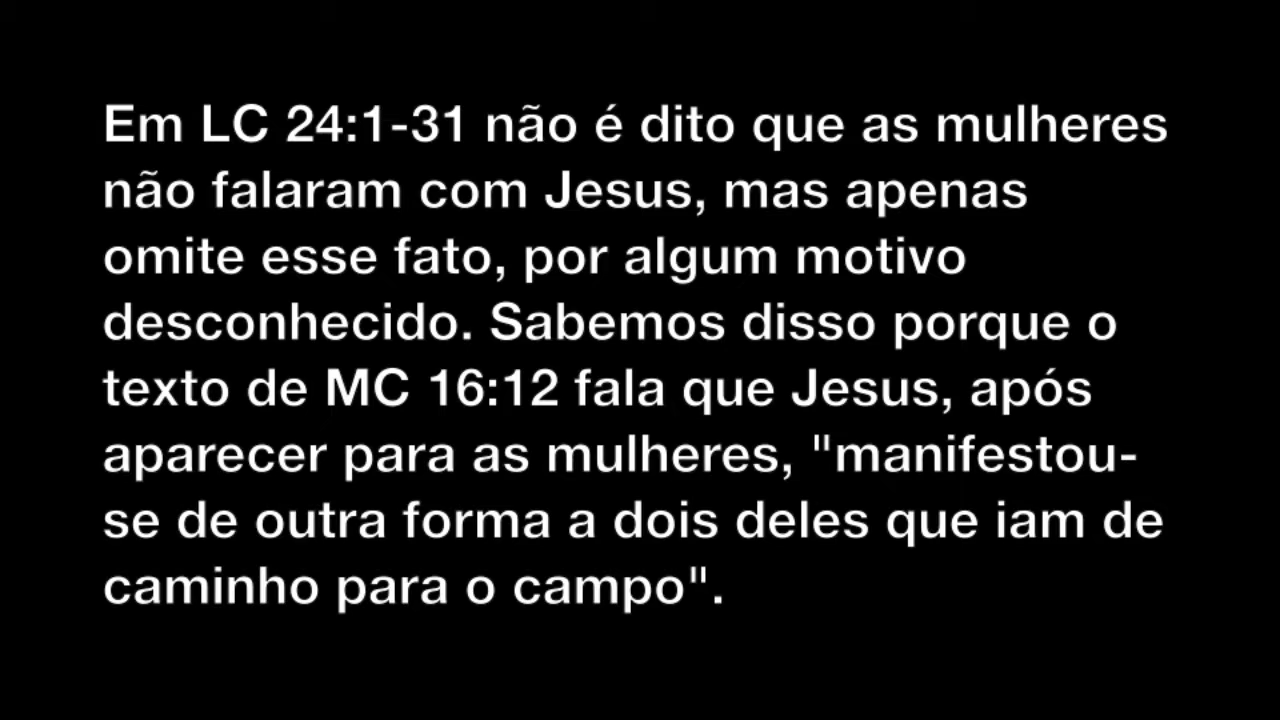 Em LC 24:1-31 não é dito que as mulheres
não falaram com Jesus, mas apenas
omite esse fato, por algum motivo
desconhecido. Sabemos disso porque o
texto de MC 16:12 fala que Jesus, após
aparecer para as mulheres, "manifestou-
se de outra forma a dois deles que iam de
caminho para o campo".